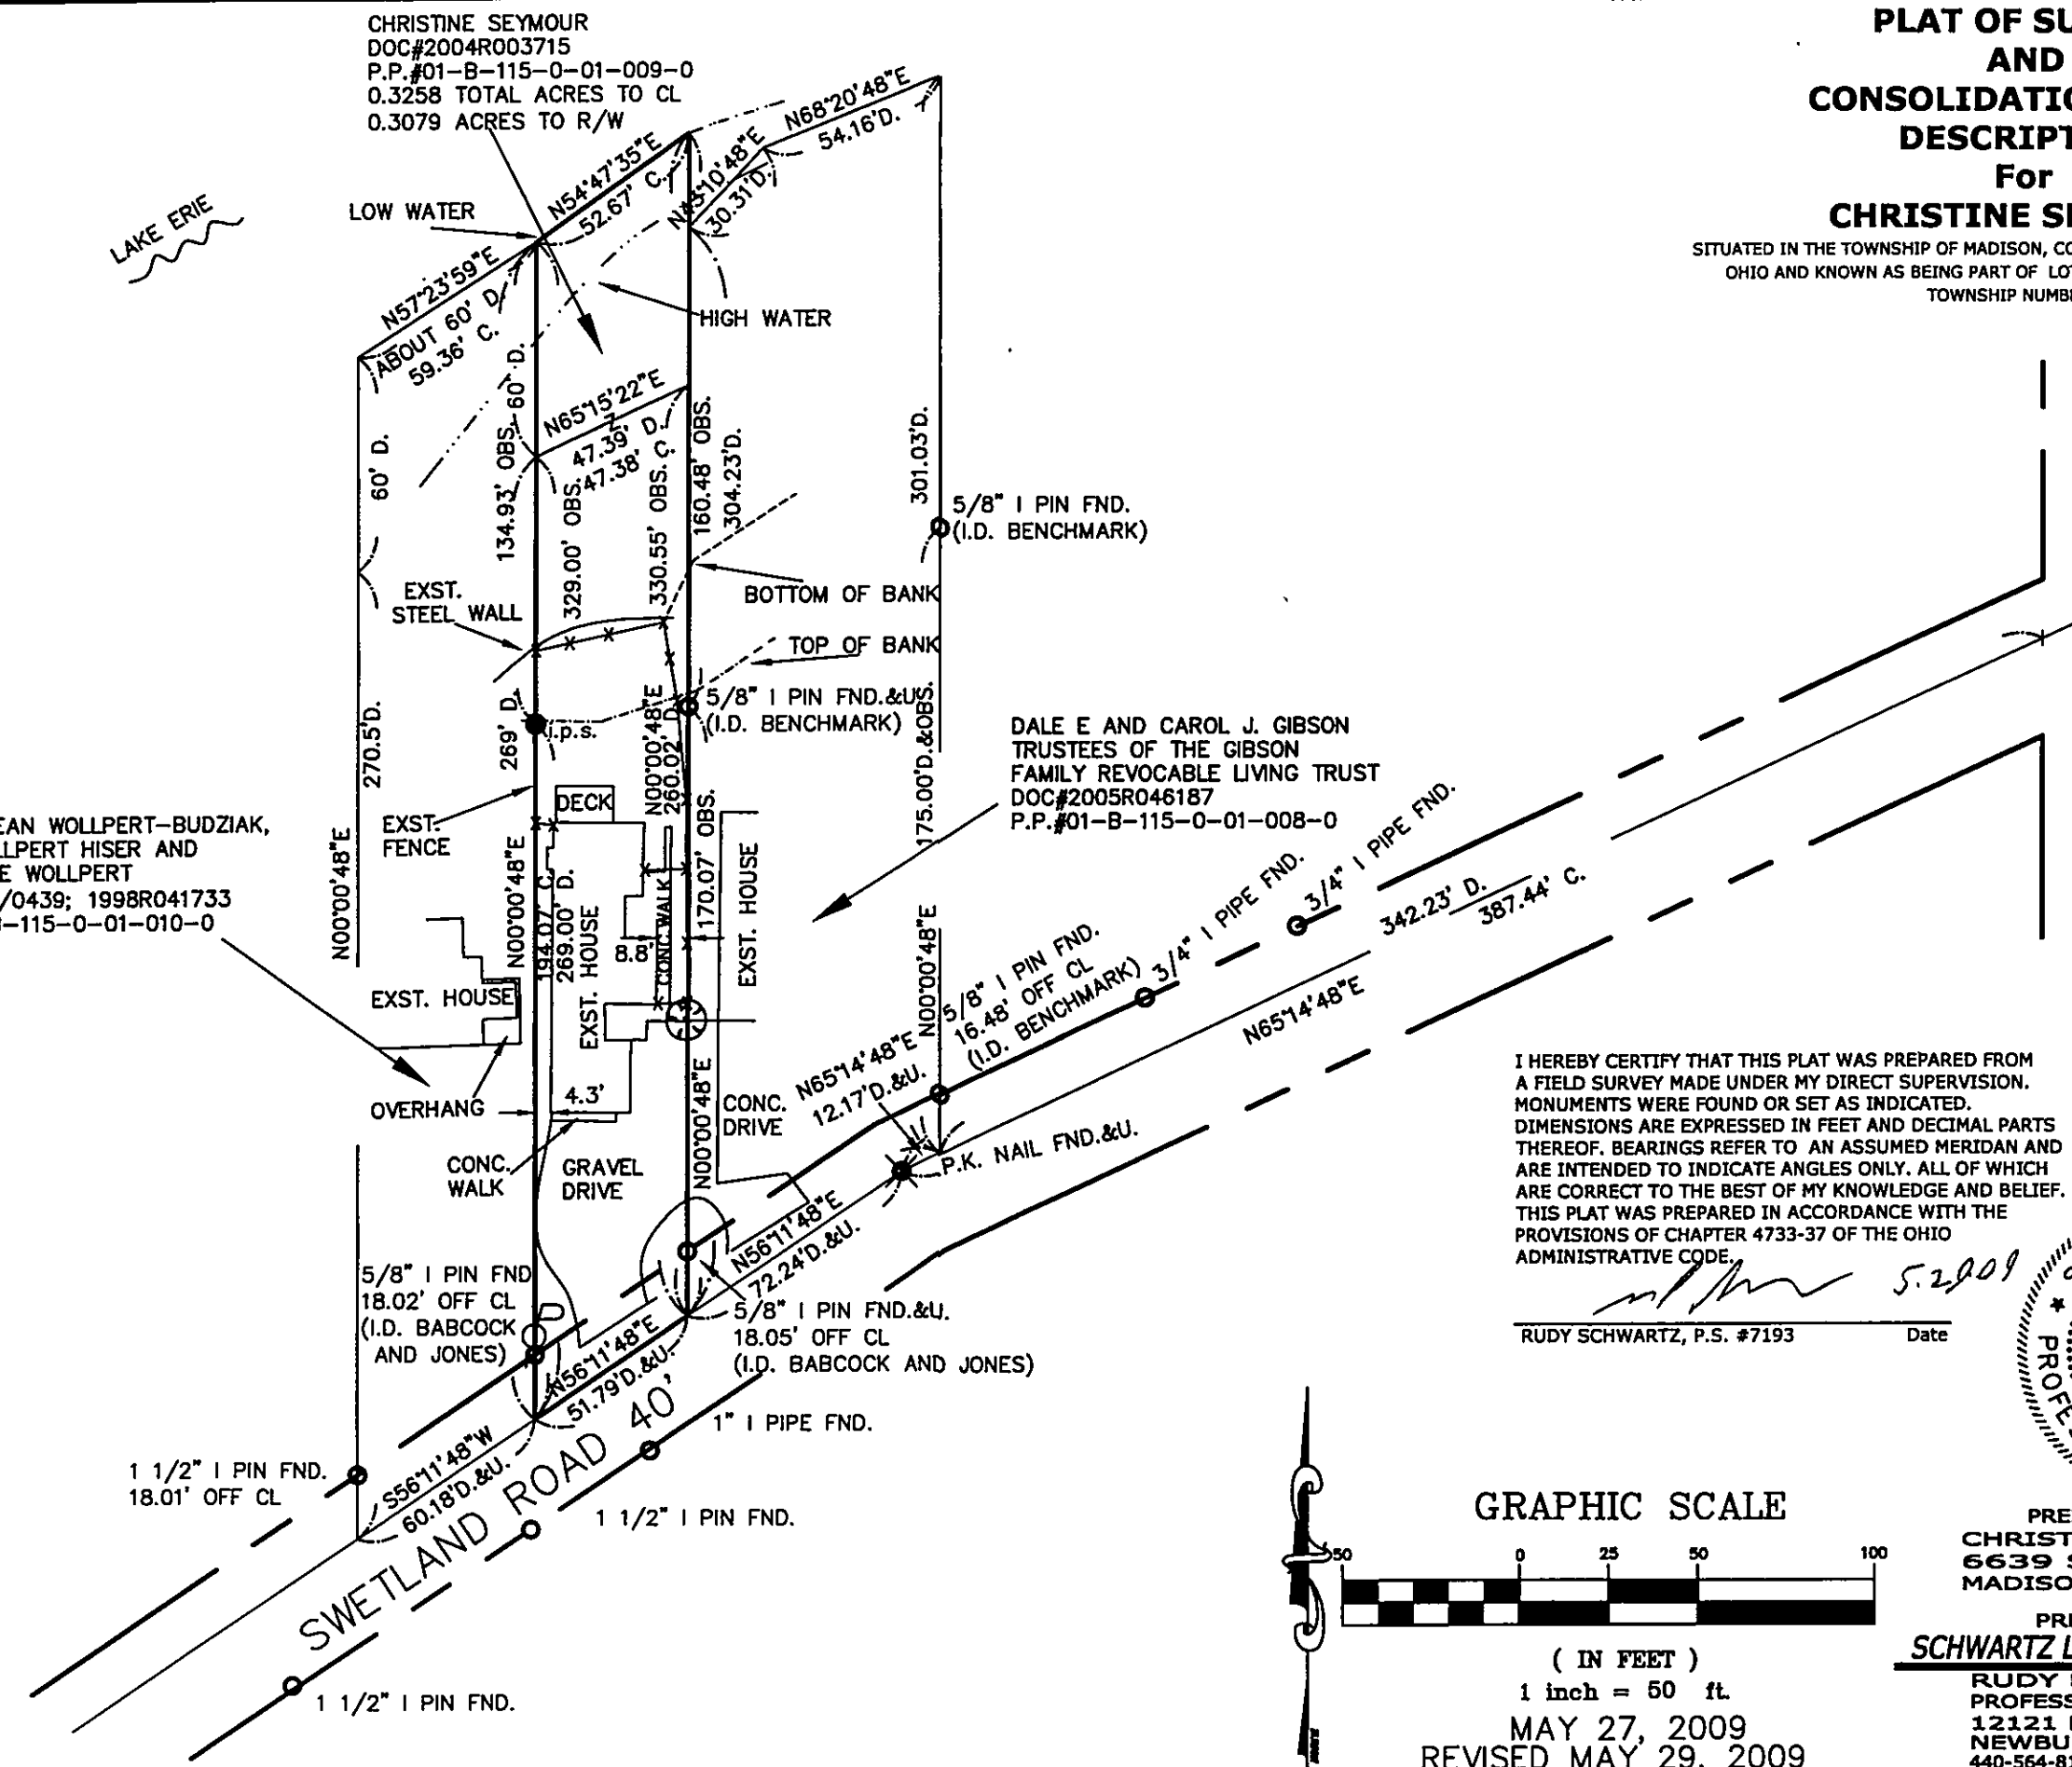 CHRISTINE SEYMOUR
DOC#2004R003715
P.P.#01-B-115-0-01-009-0
0.3258 TOTAL ACRES TO CL
0.3079 ACRES TO R/W
PLAT OF SU
AND
CONSOLIDATIO
DESCRIPT
For
CHRISTINE SE
SITUATED IN THE TOWNSHIP OF MADISON, CO
OHIO AND KNOWN AS BEING PART OF LOT
TOWNSHIP NUMB
LAKE ERIE
LOW WATER
N57°23'59"E
ABOUT 60' D.
59.36' C.
N54°47'35"E
52.67' C.
N43°10'48"E
30.31'D.
N68°20'48"E
54.16'D.
HIGH WATER
60' D.
134.93' OBS.
60' D.
N65°15'22"E
47.39' D.
47.38' C.
329.00' OBS.
330.55' OBS.
160.48' OBS.
304.23'D.
301.03'D.
5/8" I PIN FND.
(I.D. BENCHMARK)
BOTTOM OF BANK
EXST.
STEEL WALL
TOP OF BANK
270.5'D.
269' D.
i.p.s.
N00°00'48"E
260.02' D.
5/8" I PIN FND.&U.
(I.D. BENCHMARK)
175.00'D.&OBS.
DALE E AND CAROL J. GIBSON
TRUSTEES OF THE GIBSON
FAMILY REVOCABLE LIVING TRUST
DOC#2005R046187
P.P.#01-B-115-0-01-008-0
EAN WOLLPERT-BUDZIAK,
LLPERT HISER AND
E WOLLPERT
/0439; 1998R041733
-115-0-01-010-0
EXST.
FENCE
DECK
N00°00'48"E
N00°00'48"E
194.07' C.
269.00' D.
EXST. HOUSE
8.8'
CONC.WALK
170.07' OBS.
EXST. HOUSE
EXST. HOUSE
OVERHANG
4.3'
CONC.
WALK
GRAVEL
DRIVE
N00°00'48"E
CONC.
DRIVE
N65°14'48"E
12.17'D.&U.
N00°00'48"E
5/8" I PIN FND.
16.48' OFF CL
(I.D. BENCHMARK)
3/4" I PIPE FND.
3/4" I PIPE FND.
342.23' D.
387.44' C.
N65°14'48"E
P.K. NAIL FND.&U.
N56°11'48"E
72.24'D.&U.
5/8" I PIN FND
18.02' OFF CL
(I.D. BABCOCK
AND JONES)
5/8" I PIN FND.&U.
18.05' OFF CL
(I.D. BABCOCK AND JONES)
N56°11'48"E
51.79'D.&U.
1" I PIPE FND.
1 1/2" I PIN FND.
18.01' OFF CL
S56°11'48"W
60.18'D.&U.
SWETLAND ROAD 40'
1 1/2" I PIN FND.
1 1/2" I PIN FND.
I HEREBY CERTIFY THAT THIS PLAT WAS PREPARED FROM
A FIELD SURVEY MADE UNDER MY DIRECT SUPERVISION.
MONUMENTS WERE FOUND OR SET AS INDICATED.
DIMENSIONS ARE EXPRESSED IN FEET AND DECIMAL PARTS
THEREOF. BEARINGS REFER TO AN ASSUMED MERIDAN AND
ARE INTENDED TO INDICATE ANGLES ONLY. ALL OF WHICH
ARE CORRECT TO THE BEST OF MY KNOWLEDGE AND BELIEF.
THIS PLAT WAS PREPARED IN ACCORDANCE WITH THE
PROVISIONS OF CHAPTER 4733-37 OF THE OHIO
ADMINISTRATIVE CODE.
RUDY SCHWARTZ, P.S. #7193 Date
PROFES
GRAPHIC SCALE
50 0 25 50 100
( IN FEET )
1 inch = 50 ft.
MAY 27, 2009
REVISED MAY 29, 2009
PRE
CHRIST
6639 S
MADISO
PRE
SCHWARTZ L
RUDY
PROFESS
12121
NEWBU
440-564-81